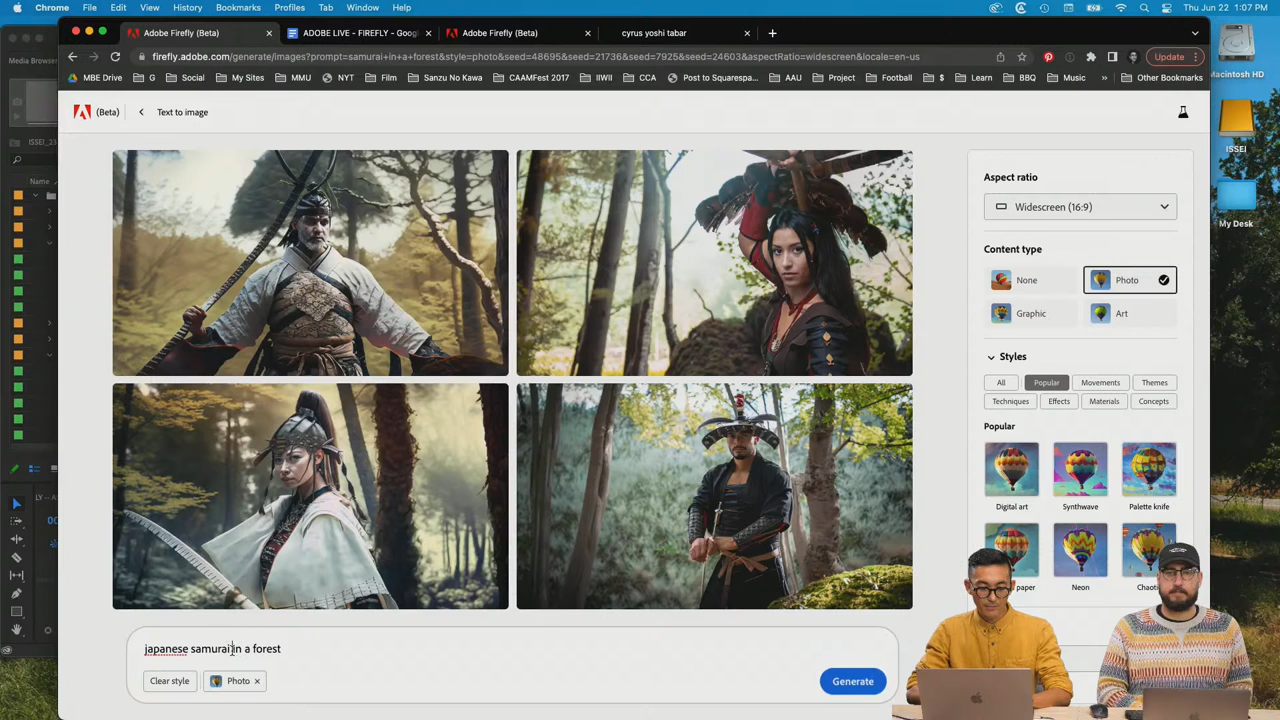 Chrome File Edit View History Bookmarks Profiles Tab Window Help Thu Jun 22 1:07 PM
Adobe Firefly (Beta)
ADOBE LIVE - FIREFLY - Goog
Adobe Firefly (Beta)
cyrus yoshi tabar
firefly.adobe.com/generate/images?prompt=samurai+in+a+forest&style=photo&seed=48695&seed=21736&seed=7925&seed=24603&aspectRatio=widescreen&locale=en-us
Update
MBE Drive G Social My Sites MMU NYT Film Sanzu No Kawa CAAMFest 2017 IIWII CCA Post to Squarespa... AAU Project Football $ Learn BBQ Music » Other Bookmarks
Macintosh HD
ISSEI
My Desk
Media Browser
ISSEI_23
Name
(Beta) Text to image
Aspect ratio
Widescreen (16:9)
Content type
None Photo
Graphic Art
Styles
All Popular Movements Themes
Techniques Effects Materials Concepts
Popular
Digital art Synthwave Palette knife
paper Neon Chaoti
japanese samurai in a forest
Clear style Photo ×
Generate